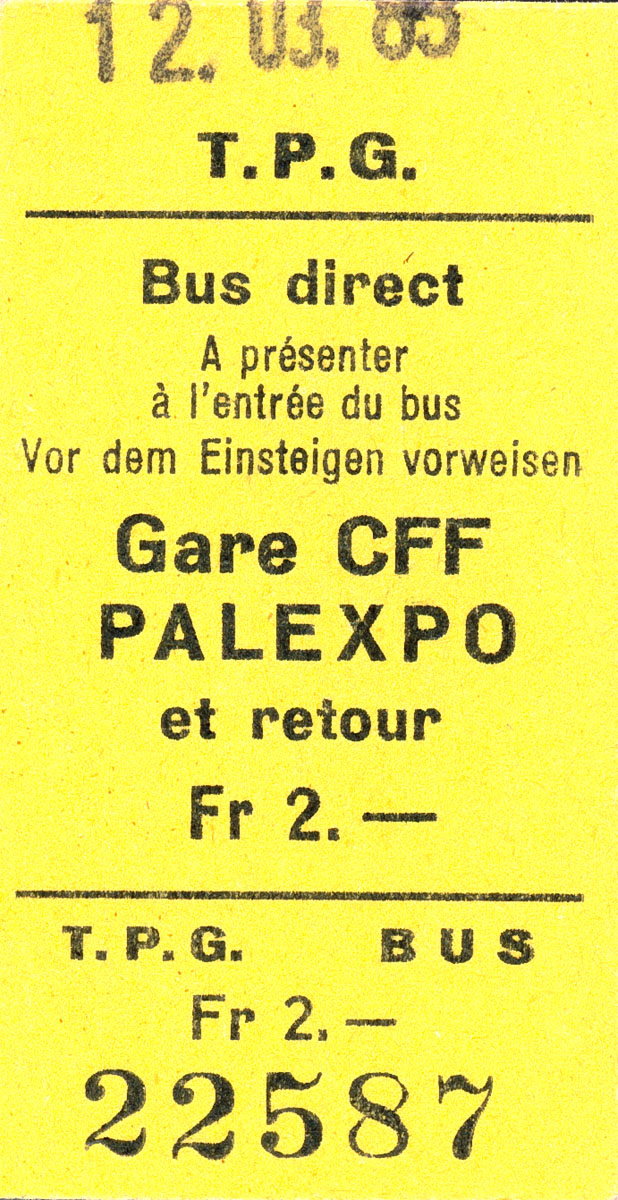 12. 03. 85
T.P.G.
Bus direct
A présenter
à l'entrée du bus
Vor dem Einsteigen vorweisen
Gare CFF
PALEXPO
et retour
Fr 2. —
T.P.G. BUS
Fr 2. —
22587